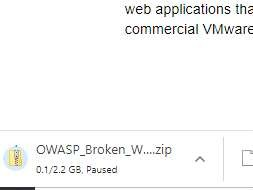 web applications tha
commercial VMware
OWASP_Broken_W....zip
0.1/2.2 GB, Paused